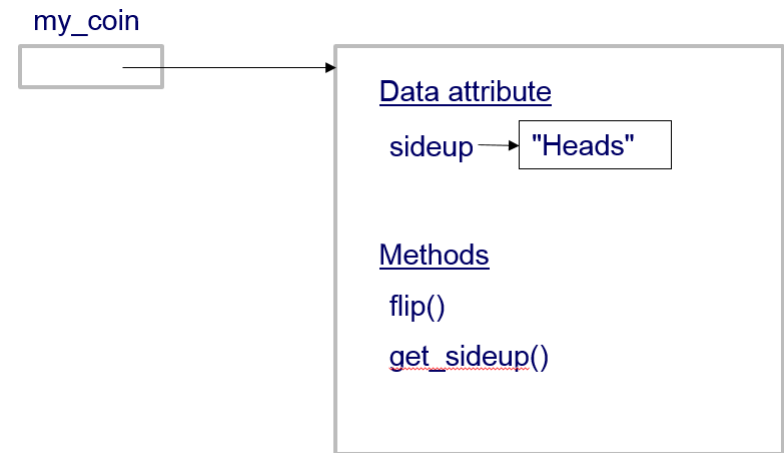 my_coin
Data attribute
sideup "Heads"
Methods
flip()
get_sideup()